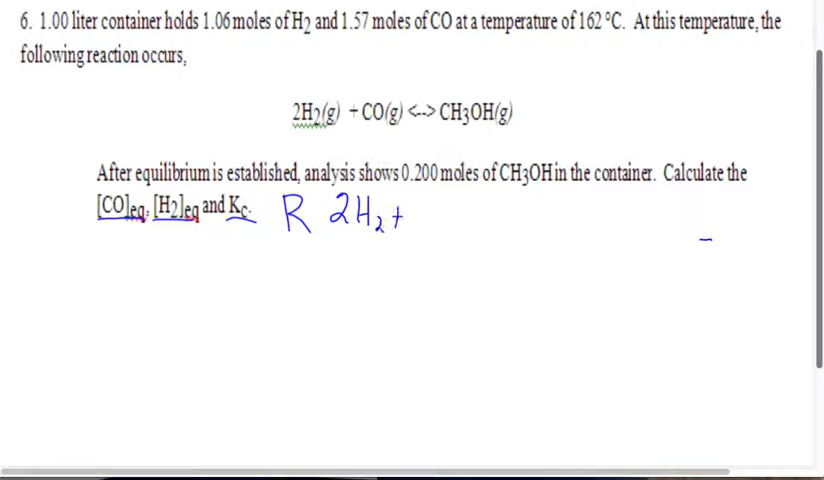 6. 1.00 liter container holds 1.06 moles of H2 and 1.57 moles of CO at a temperature of 162 °C. At this temperature, the
following reaction occurs,
2H2(g) + CO(g) <--> CH3OH(g)
After equilibrium is established, analysis shows 0.200 moles of CH3OH in the container. Calculate the
[CO]eq, [H2]eq and Kc.
R 2H2 +